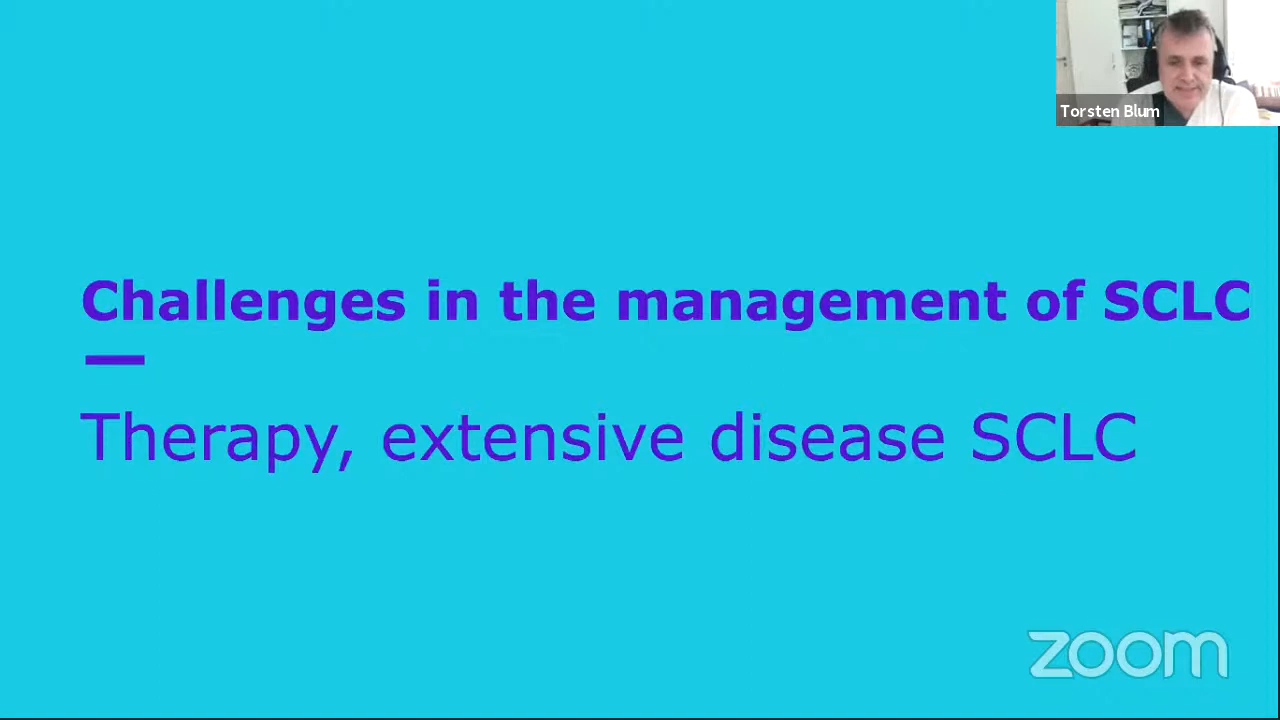 Torsten Blum
Challenges in the management of SCLC
Therapy, extensive disease SCLC
zoom